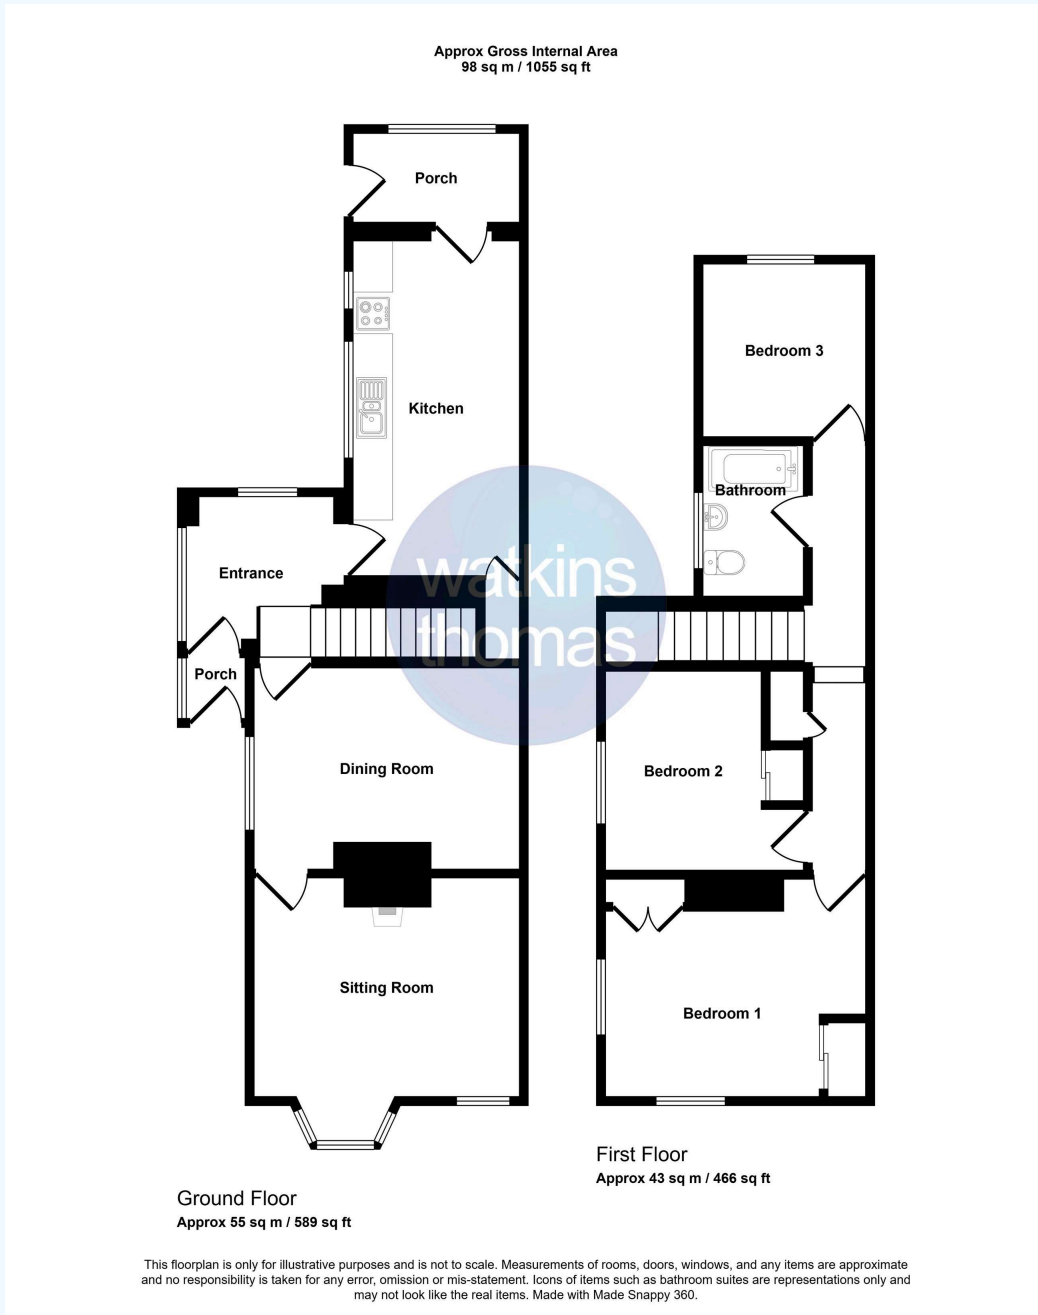 Approx Gross Internal Area
98 sq m / 1055 sq ft
Porch
Kitchen
Entrance
Porch
Dining Room
Sitting Room
Bedroom 3
Bathroom
Bedroom 2
Bedroom 1
watkins
thomas
First Floor
Approx 43 sq m / 466 sq ft
Ground Floor
Approx 55 sq m / 589 sq ft
This floorplan is only for illustrative purposes and is not to scale. Measurements of rooms, doors, windows, and any items are approximate
and no responsibility is taken for any error, omission or mis-statement. Icons of items such as bathroom suites are representations only and
may not look like the real items. Made with Made Snappy 360.